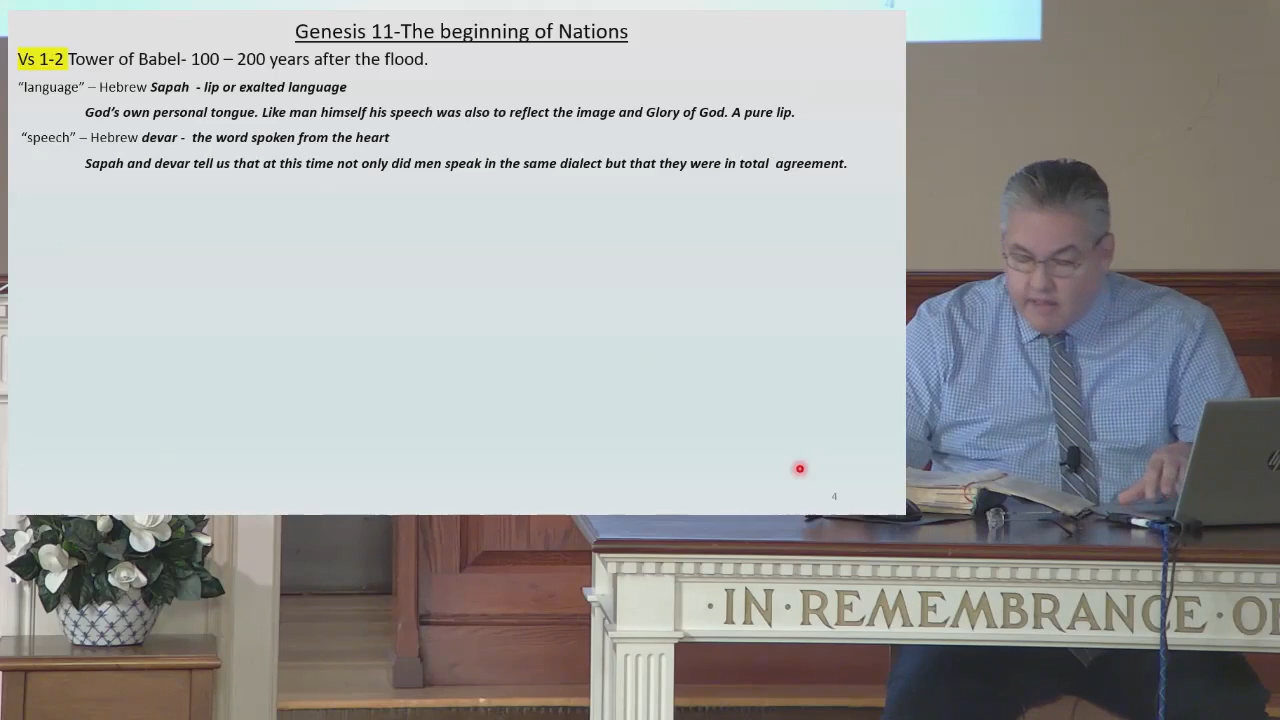 Genesis 11-The beginning of Nations
Vs 1-2 Tower of Babel- 100 – 200 years after the flood.
“language” – Hebrew Sapah - lip or exalted language
God’s own personal tongue. Like man himself his speech was also to reflect the image and Glory of God. A pure lip.
“speech” – Hebrew devar - the word spoken from the heart
Sapah and devar tell us that at this time not only did men speak in the same dialect but that they were in total agreement.
4
·IN·REMEMBRANCE·OF